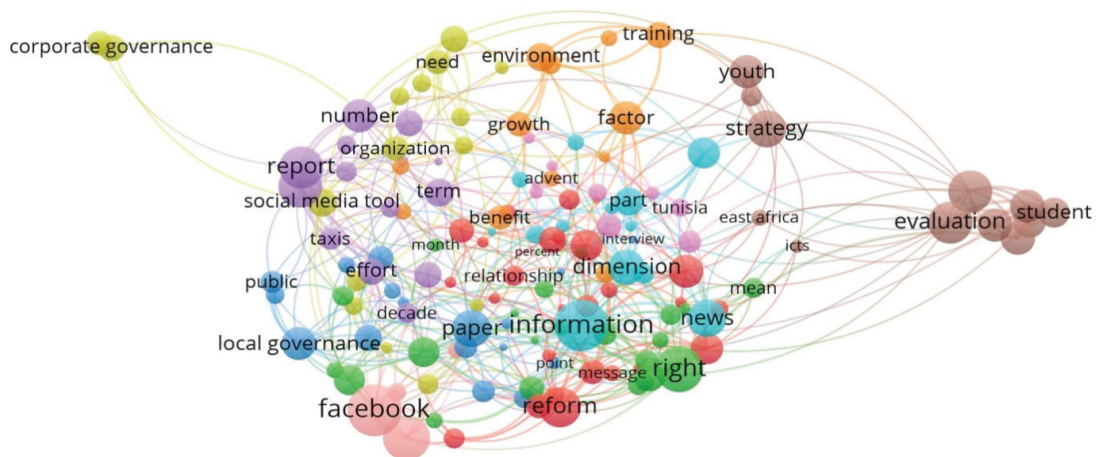 training
corporate governance
need
environment
youth
number
growth
factor
strategy
organization
report
advent
social media tool
term
part
tunisia
benefit
east africa
evaluation
student
taxis
month
percent
interview
icts
public
effort
relationship
dimension
mean
decade
local governance
paper
information
news
point
message
right
facebook
reform